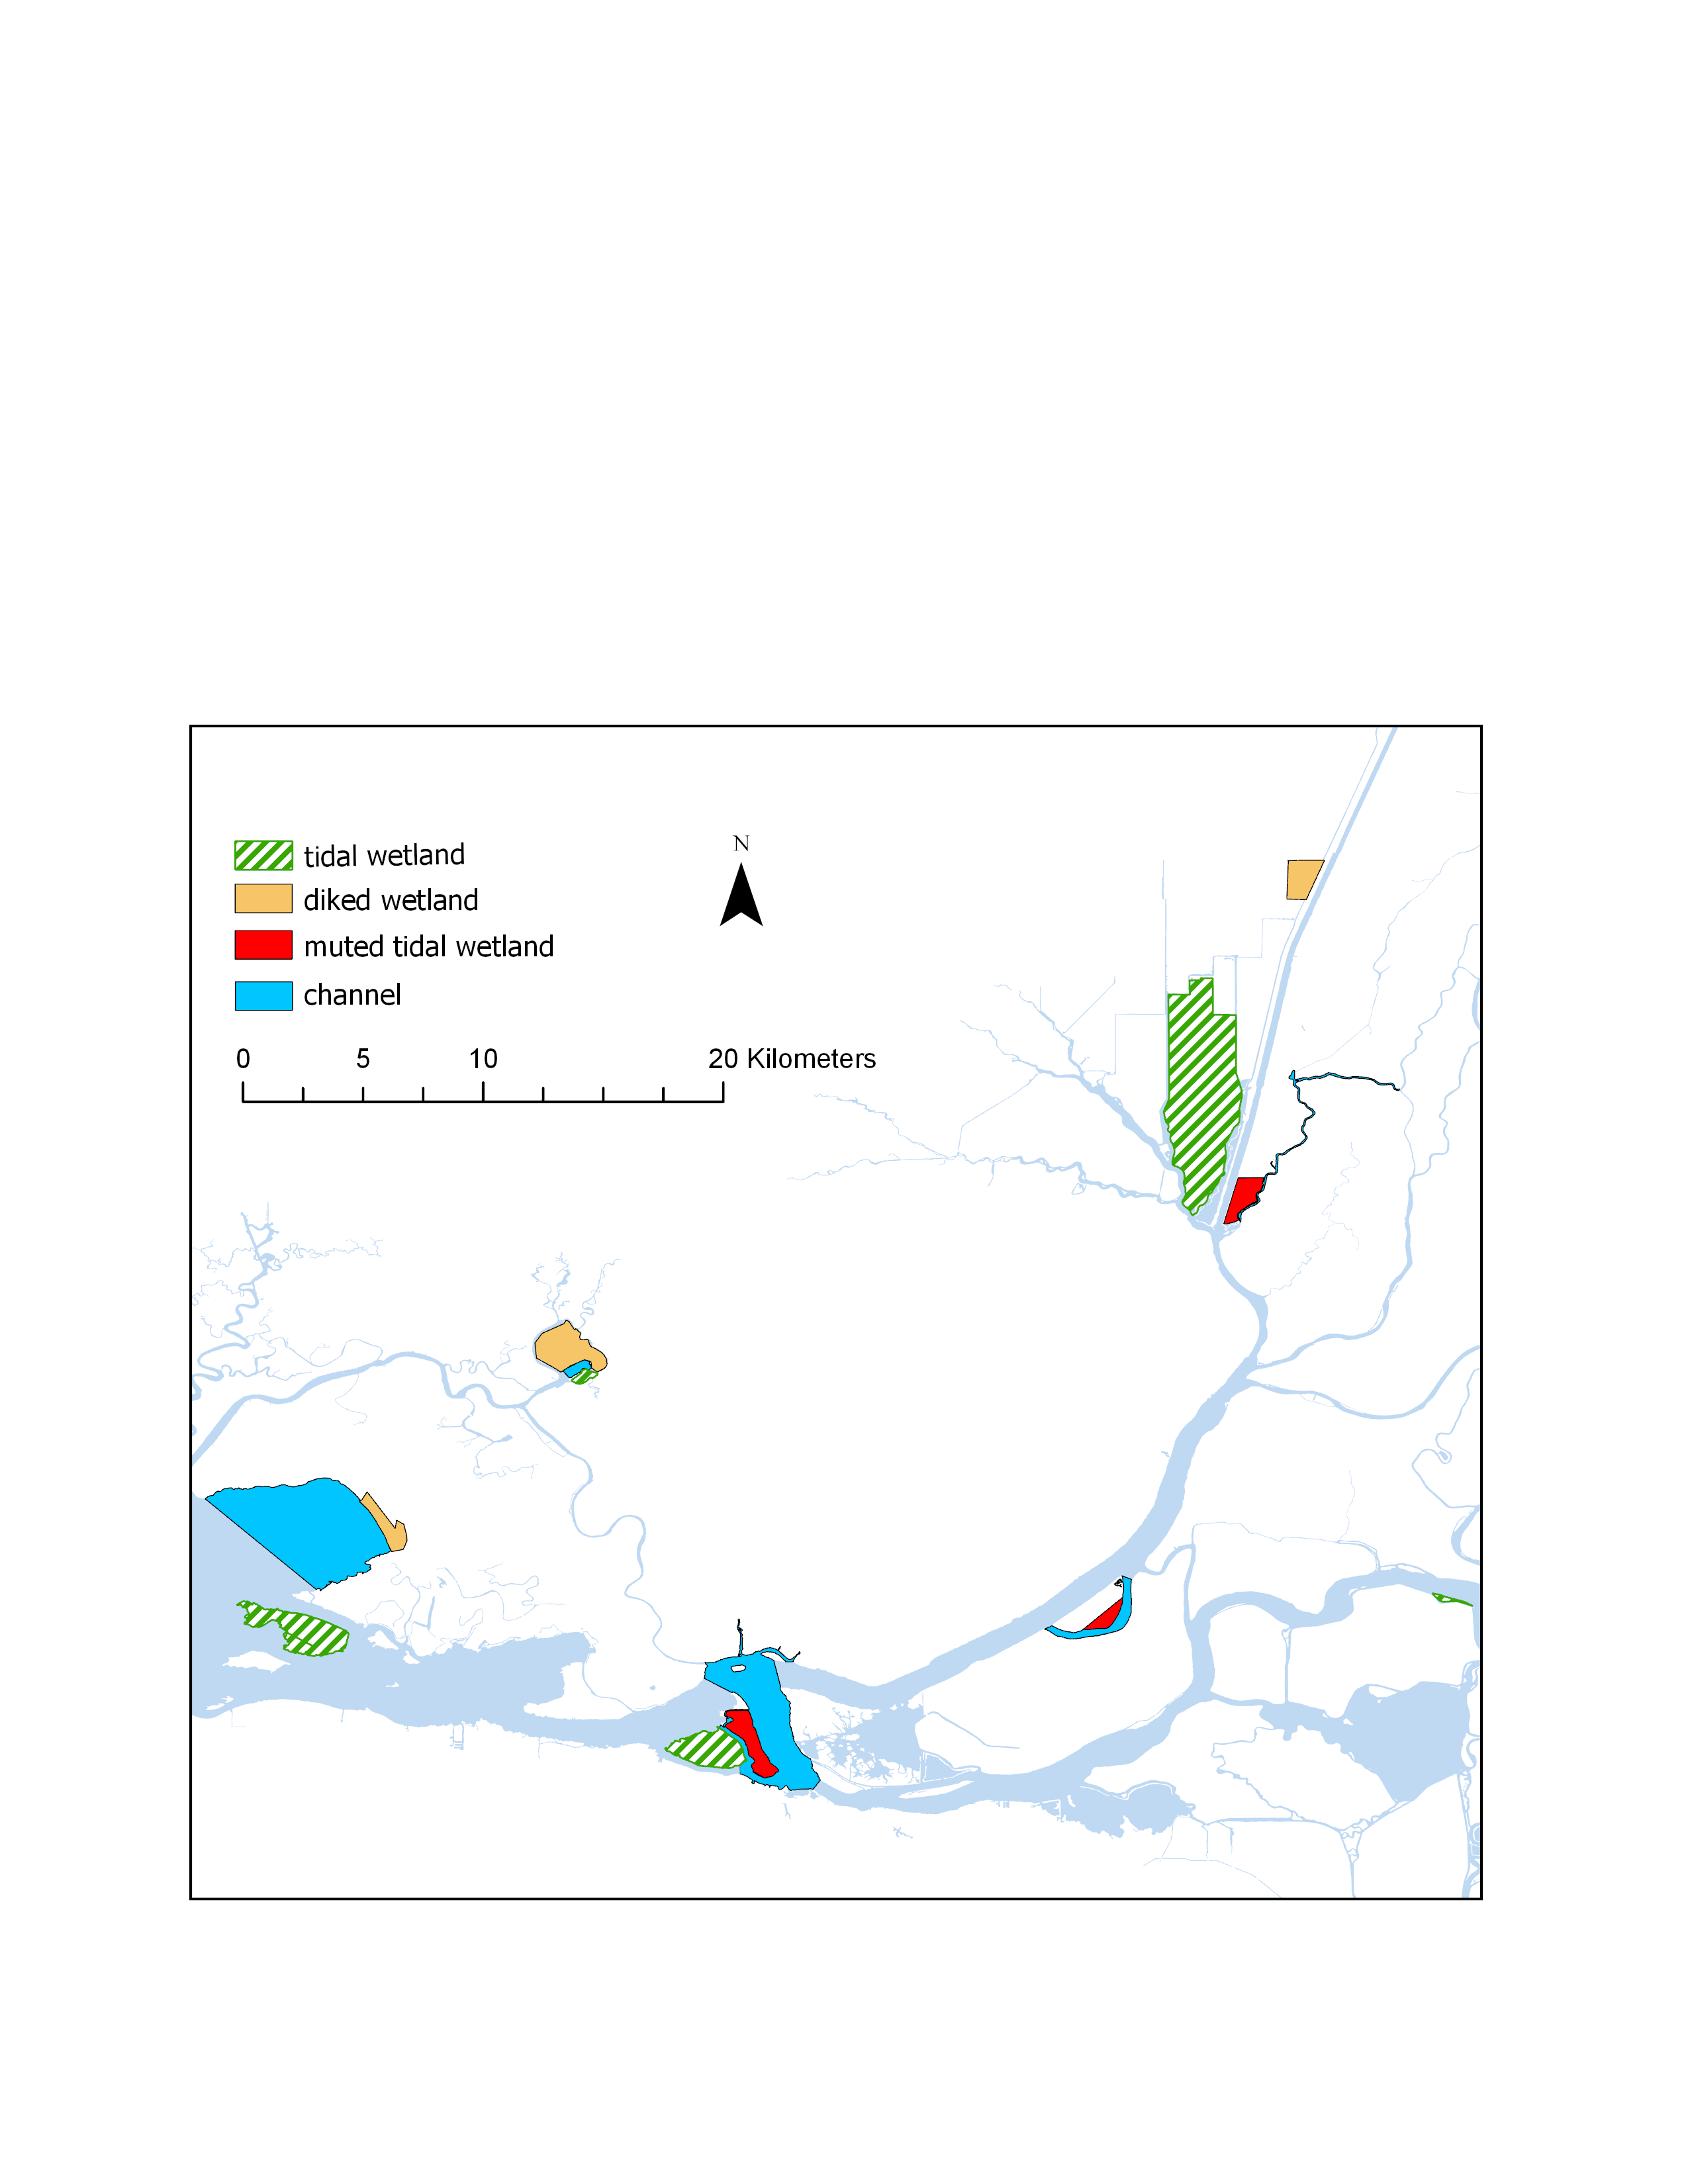 tidal wetland
diked wetland
muted tidal wetland
channel
N
0 5 10 20 Kilometers